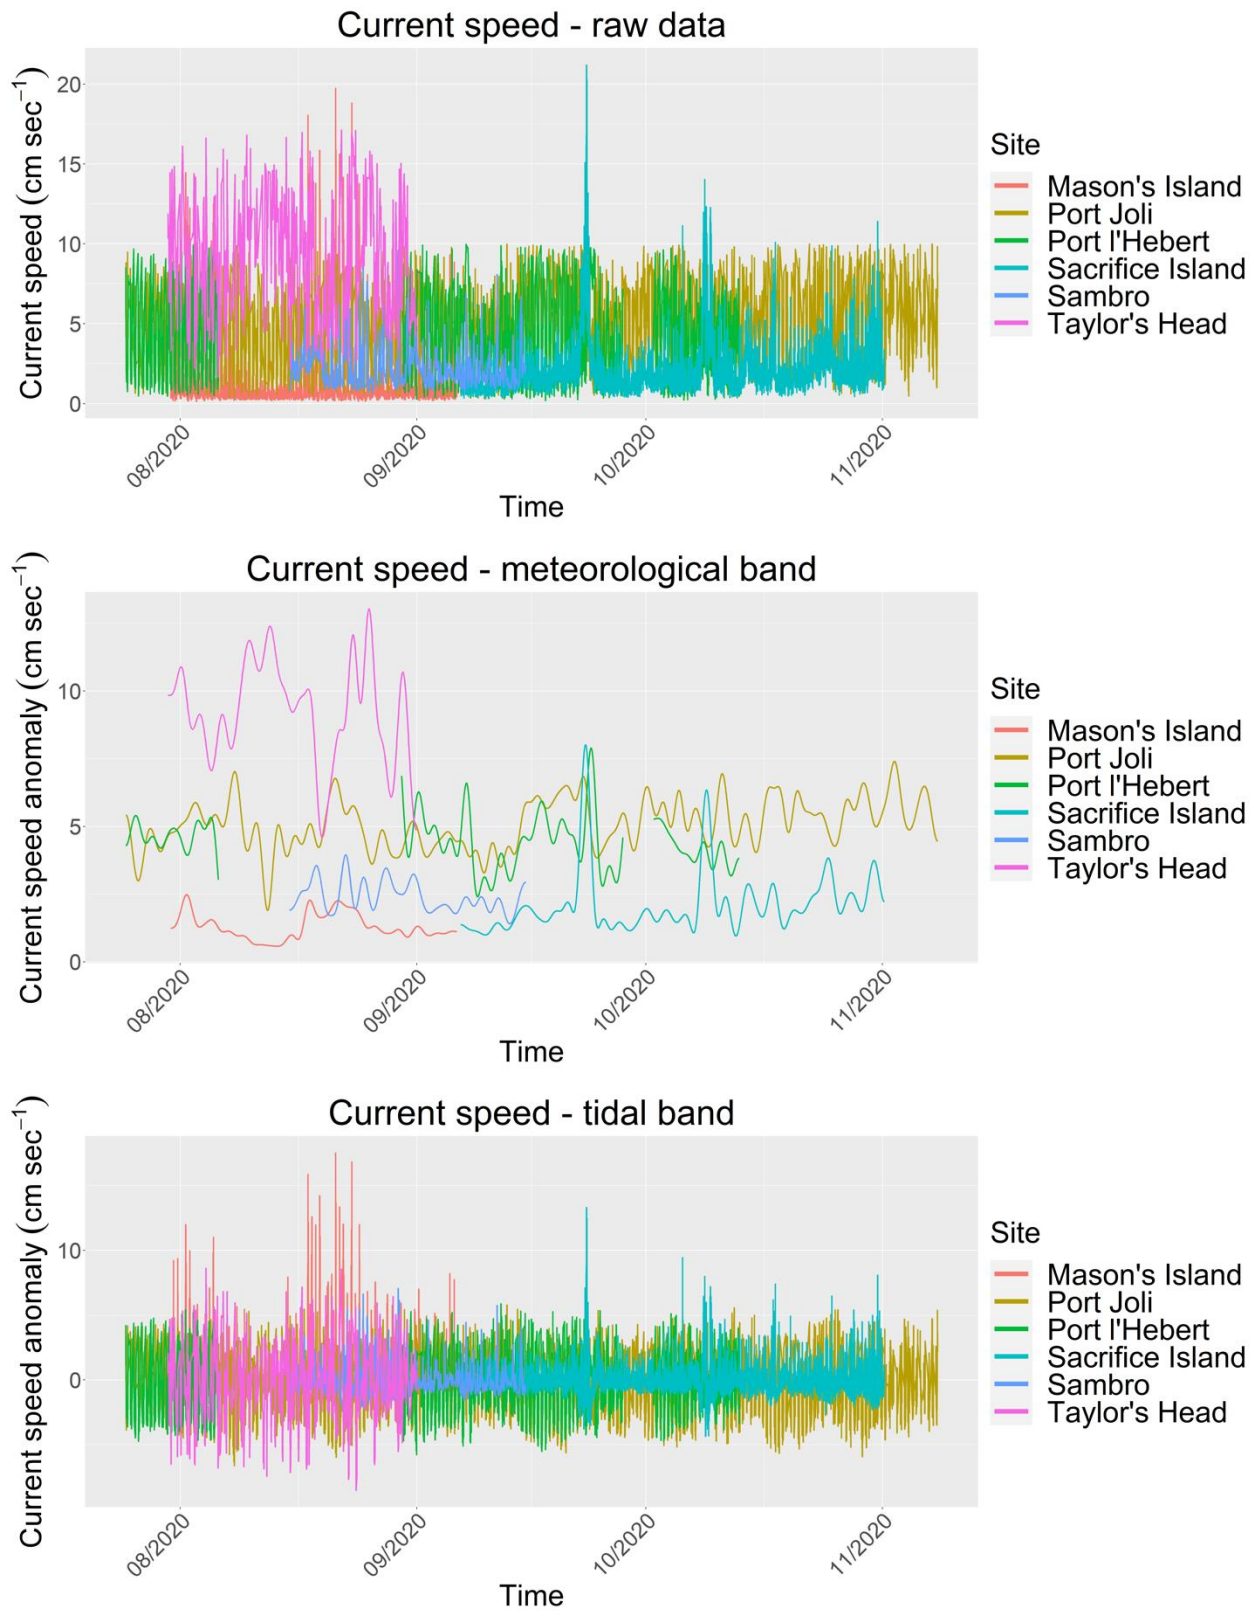 Current speed - raw data
Current speed (cm sec⁻¹)
20
15
10
5
0
08/2020
09/2020
10/2020
11/2020
Time
Site
Mason's Island
Port Joli
Port l'Hebert
Sacrifice Island
Sambro
Taylor's Head
Current speed - meteorological band
Current speed anomaly (cm sec⁻¹)
10
5
0
08/2020
09/2020
10/2020
11/2020
Time
Site
Mason's Island
Port Joli
Port l'Hebert
Sacrifice Island
Sambro
Taylor's Head
Current speed - tidal band
Current speed anomaly (cm sec⁻¹)
10
0
08/2020
09/2020
10/2020
11/2020
Time
Site
Mason's Island
Port Joli
Port l'Hebert
Sacrifice Island
Sambro
Taylor's Head